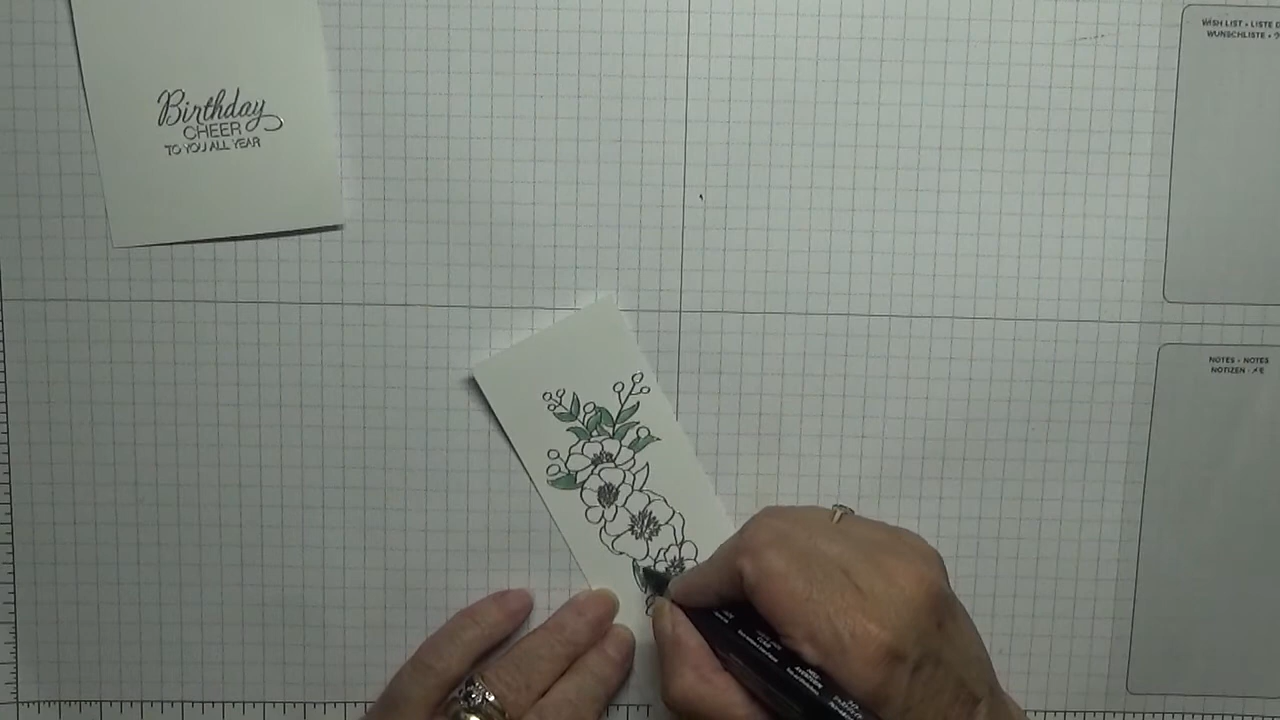 Birthday
CHEER
TO YOU ALL YEAR
WISH LIST • LISTE D
WUNSCHLISTE •
NOTES • NOTES
NOTIZEN •